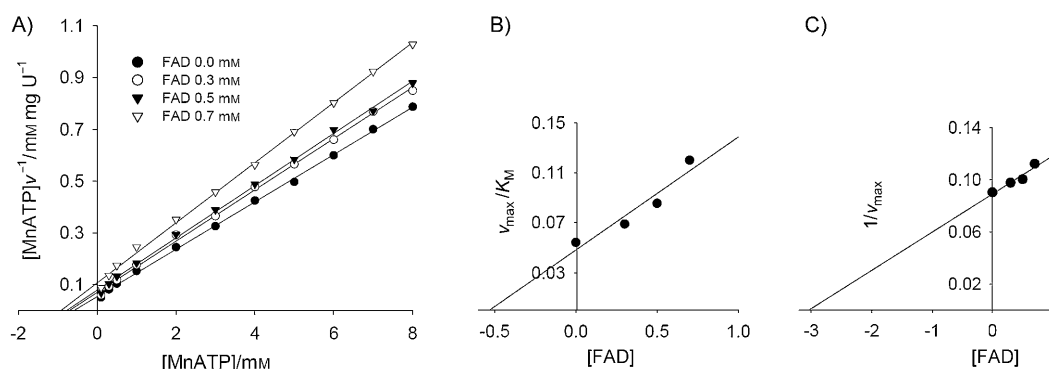 A)
1.1
0.9
0.7
0.5
0.3
0.1
[MnATP]v⁻¹/mM mg U⁻¹
FAD 0.0 mM
FAD 0.3 mM
FAD 0.5 mM
FAD 0.7 mM
-2 0 2 4 6 8
[MnATP]/mM
B)
0.15
0.11
0.07
0.03
vmax/KM
-0.5 0.0 0.5 1.0
[FAD]
C)
0.14
0.10
0.06
0.02
1/vmax
-3 -2 -1 0
[FAD]